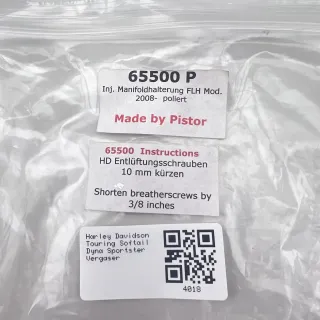 65500 P
Inj. Manifoldhalterung FLH Mod.
2008- poliert
Made by Pistor
65500 Instructions
HD Entlüftungsschrauben
10 mm kürzen
Shorten breatherscrews by
3/8 inches
Harley Davidson
Touring Softail
Dyna Sportster
Vergaser
4018